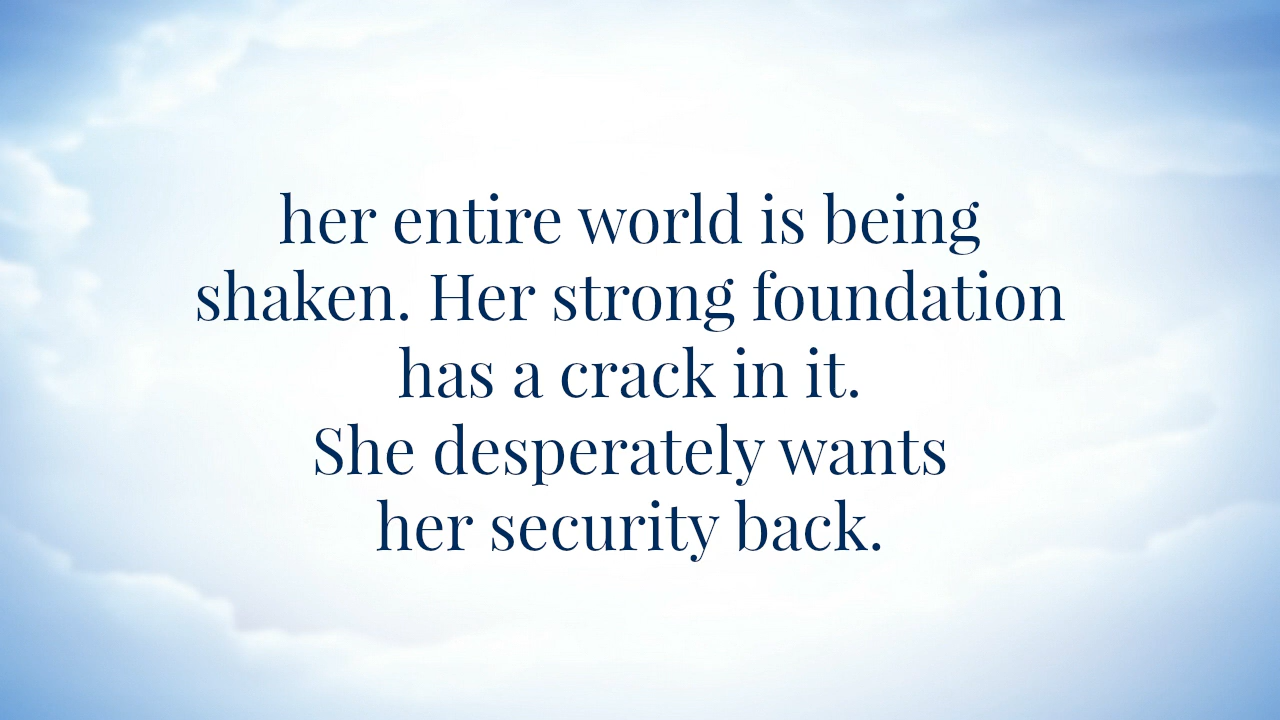 her entire world is being
shaken. Her strong foundation
has a crack in it.
She desperately wants
her security back.